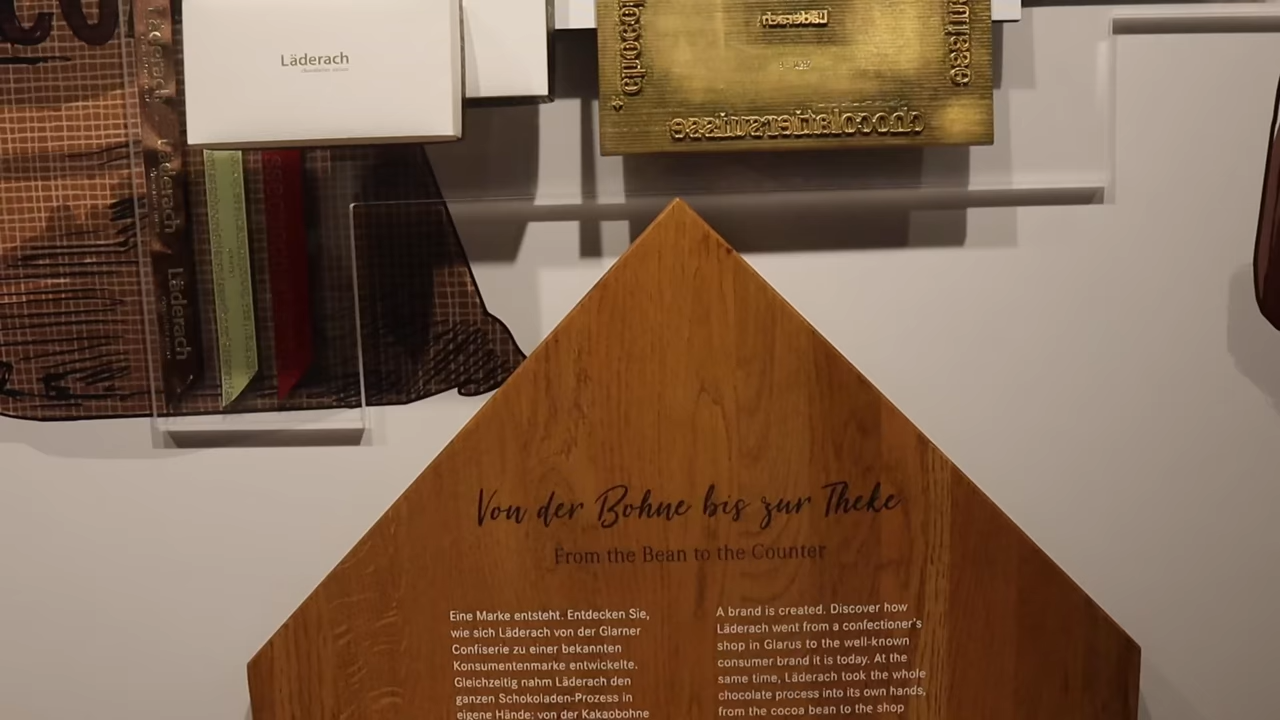 Läderach
chocolatier suisse
Läderach
chocolatiersuisse
Läderach
Läderach
Läderach
Von der Bohne bis zur Theke
From the Bean to the Counter
Eine Marke entsteht. Entdecken Sie,
wie sich Läderach von der Glarner
Confiserie zu einer bekannten
Konsumentenmarke entwickelte.
Gleichzeitig nahm Läderach den
ganzen Schokoladen-Prozess in
eigene Hände: von der Kakaobohne
A brand is created. Discover how
Läderach went from a confectioner's
shop in Glarus to the well-known
consumer brand it is today. At the
same time, Läderach took the whole
chocolate process into its own hands,
from the cocoa bean to the shop